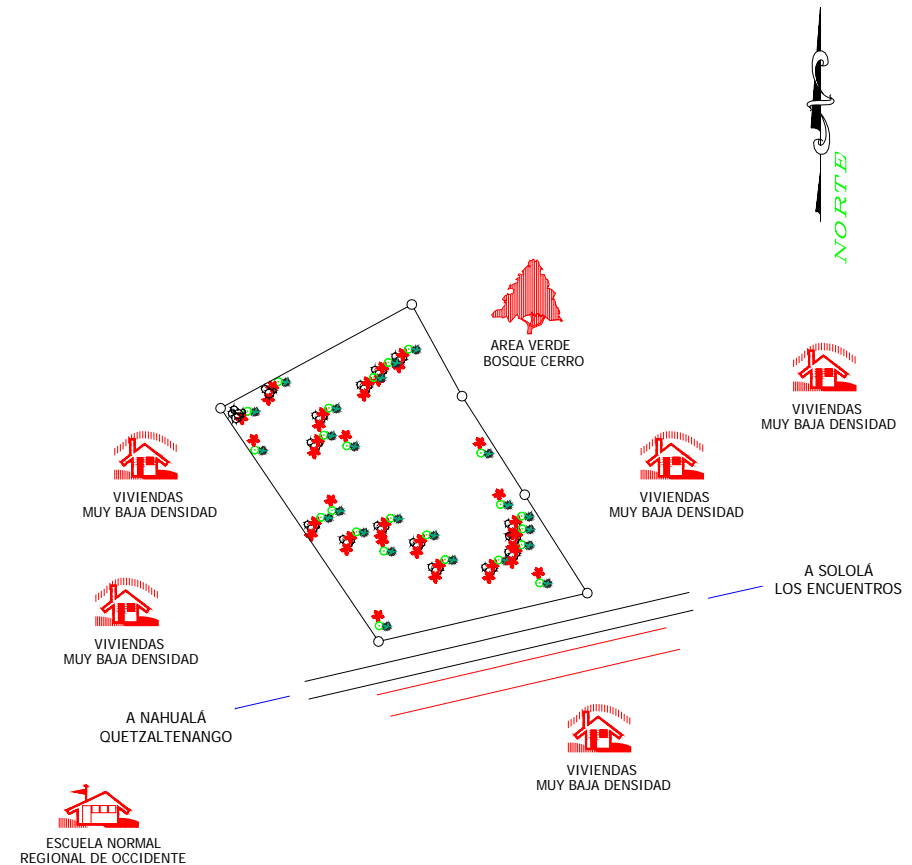 NORTE
AREA VERDE
BOSQUE CERRO
VIVIENDAS
MUY BAJA DENSIDAD
VIVIENDAS
MUY BAJA DENSIDAD
VIVIENDAS
MUY BAJA DENSIDAD
A SOLOLÁ
LOS ENCUENTROS
VIVIENDAS
MUY BAJA DENSIDAD
A NAHUALÁ
QUETZALTENANGO
VIVIENDAS
MUY BAJA DENSIDAD
ESCUELA NORMAL
REGIONAL DE OCCIDENTE